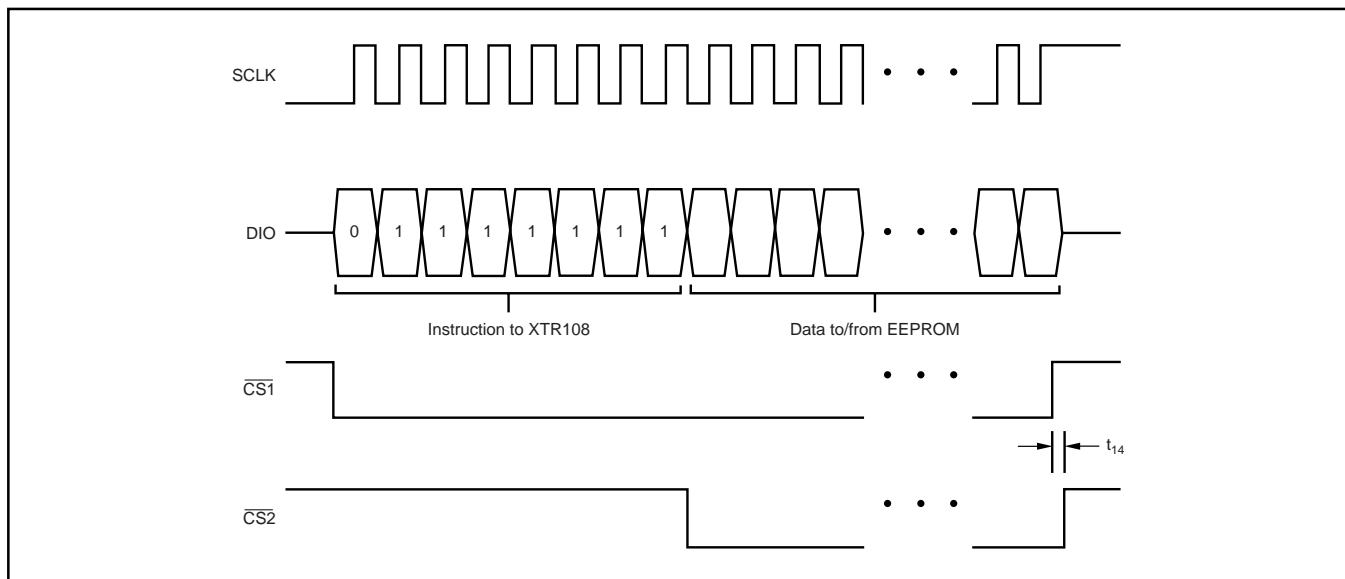 SCLK
DIO
0 1 1 1 1 1 1 1
Instruction to XTR108
Data to/from EEPROM
CS1
t14
CS2